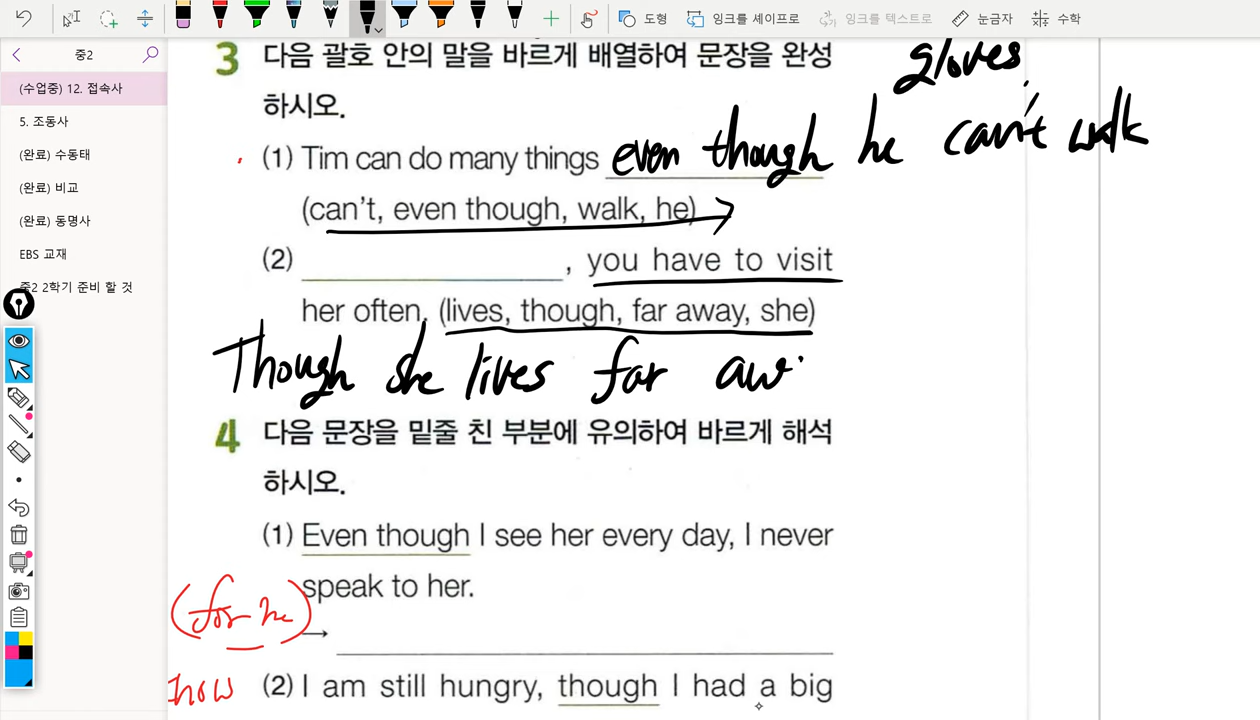 도형 잉크를 셰이프로 잉크를 텍스트로 눈금자 수학
중2
(수업중) 12. 접속사
5. 조동사
(완료) 수동태
(완료) 비교
(완료) 동명사
EBS 교재
중2 2학기 준비 할 것
gloves
3 다음 괄호 안의 말을 바르게 배열하여 문장을 완성
하시오.
(1) Tim can do many things even though he can't walk
(can't, even though, walk, he)
(2) , you have to visit
her often. (lives, though, far away, she)
Though she lives far aw
4 다음 문장을 밑줄 친 부분에 유의하여 바르게 해석
하시오.
(1) Even though I see her every day, I never
speak to her.
(for he)
→
how (2) I am still hungry, though I had a big